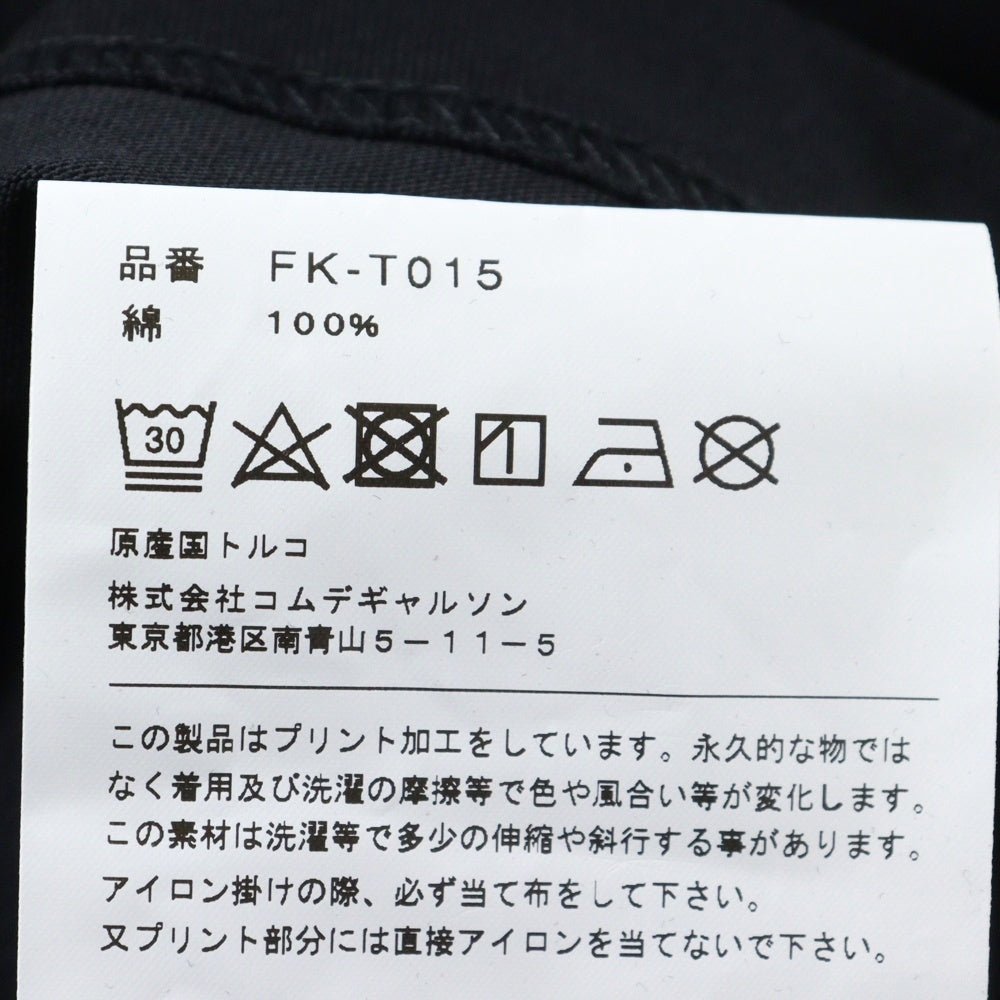 品番 FK-T015
綿 100%
30
原産国トルコ
株式会社コムデギャルソン
東京都港区南青山5-11-5
この製品はプリント加工をしています。永久的な物では
なく着用及び洗濯の摩擦等で色や風合い等が変化します。
この素材は洗濯等で多少の伸縮や斜行する事があります。
アイロン掛けの際、必ず当て布をして下さい。
又プリント部分には直接アイロンを当てないで下さい。